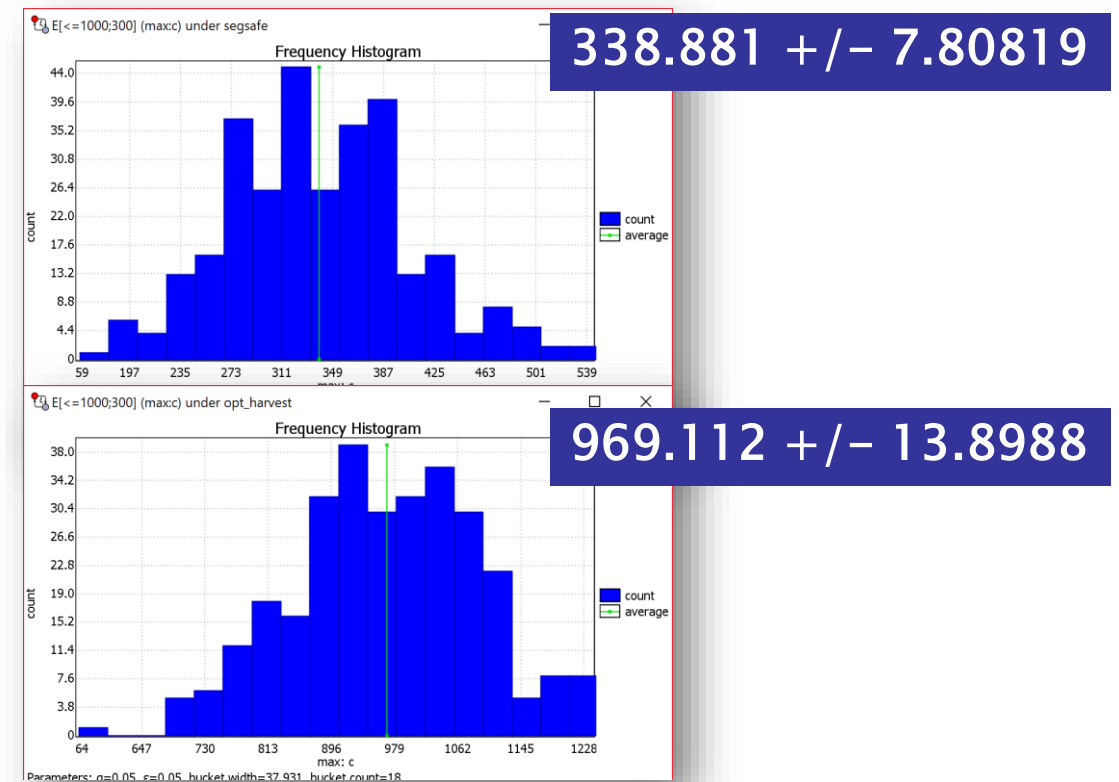 E[<=1000;300] (max:c) under segsafe
338.881 +/- 7.80819
Frequency Histogram
44.0
39.6
35.2
30.8
26.4
22.0
17.6
13.2
8.8
4.4
0
count
count
average
59 197 235 273 311 349 387 425 463 501 539
max: c
E[<=1000;300] (max:c) under opt_harvest
969.112 +/- 13.8988
Frequency Histogram
38.0
34.2
30.4
26.6
22.8
19.0
15.2
11.4
7.6
3.8
0
count
count
average
64 647 730 813 896 979 1062 1145 1228
max: c
Parameters: α=0.05, ε=0.05, bucket width=37.931, bucket count=18